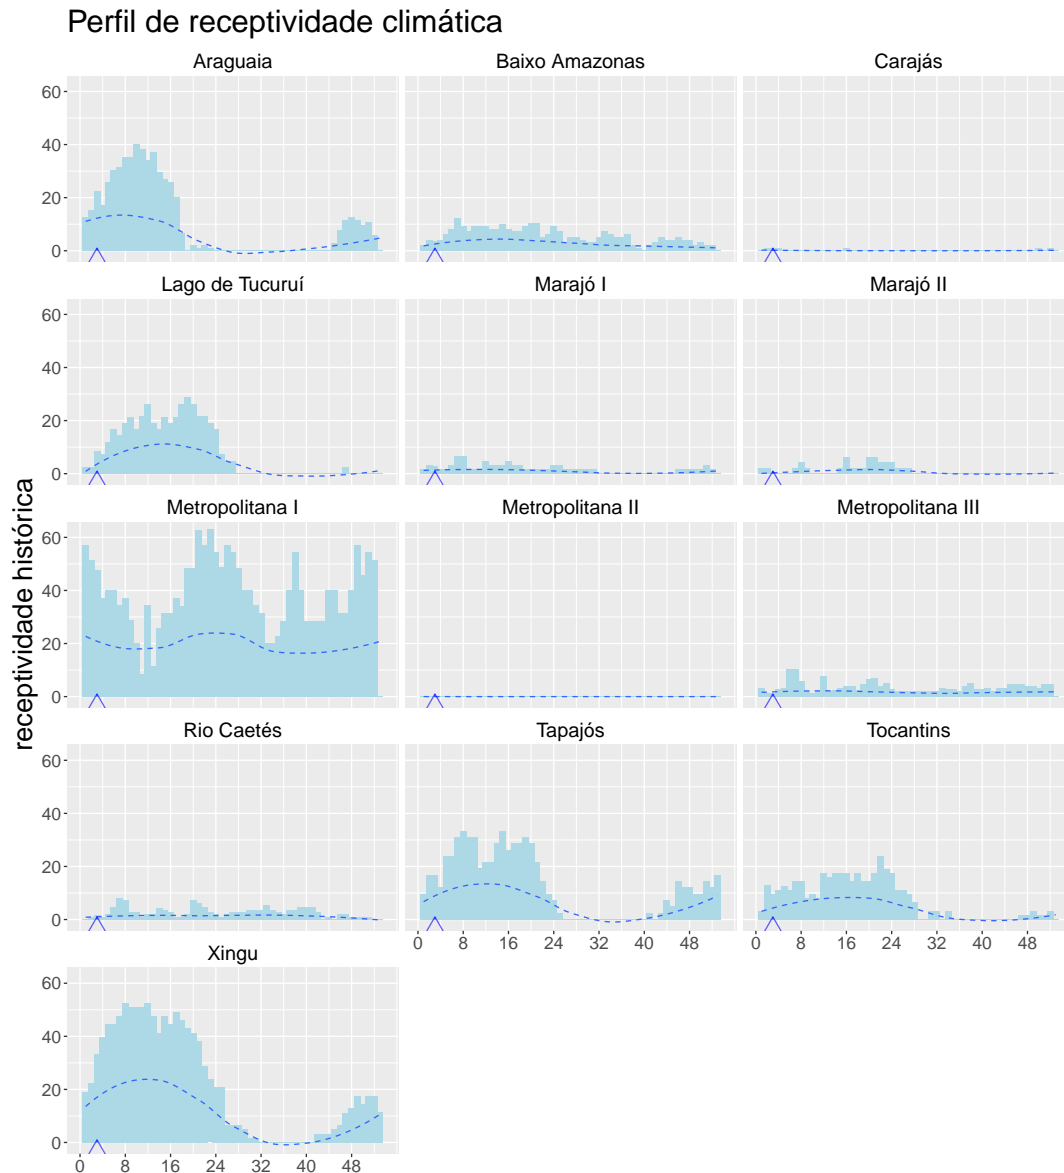 Perfil de receptividade climática
receptividade histórica
Araguaia
Baixo Amazonas
Carajás
60
40
20
0
Lago de Tucuruí
Marajó I
Marajó II
60
40
20
0
Metropolitana I
Metropolitana II
Metropolitana III
60
40
20
0
Rio Caetés
Tapajós
Tocantins
60
40
20
0
0 8 16 24 32 40 48
0 8 16 24 32 40 48
Xingu
60
40
20
0
0 8 16 24 32 40 48